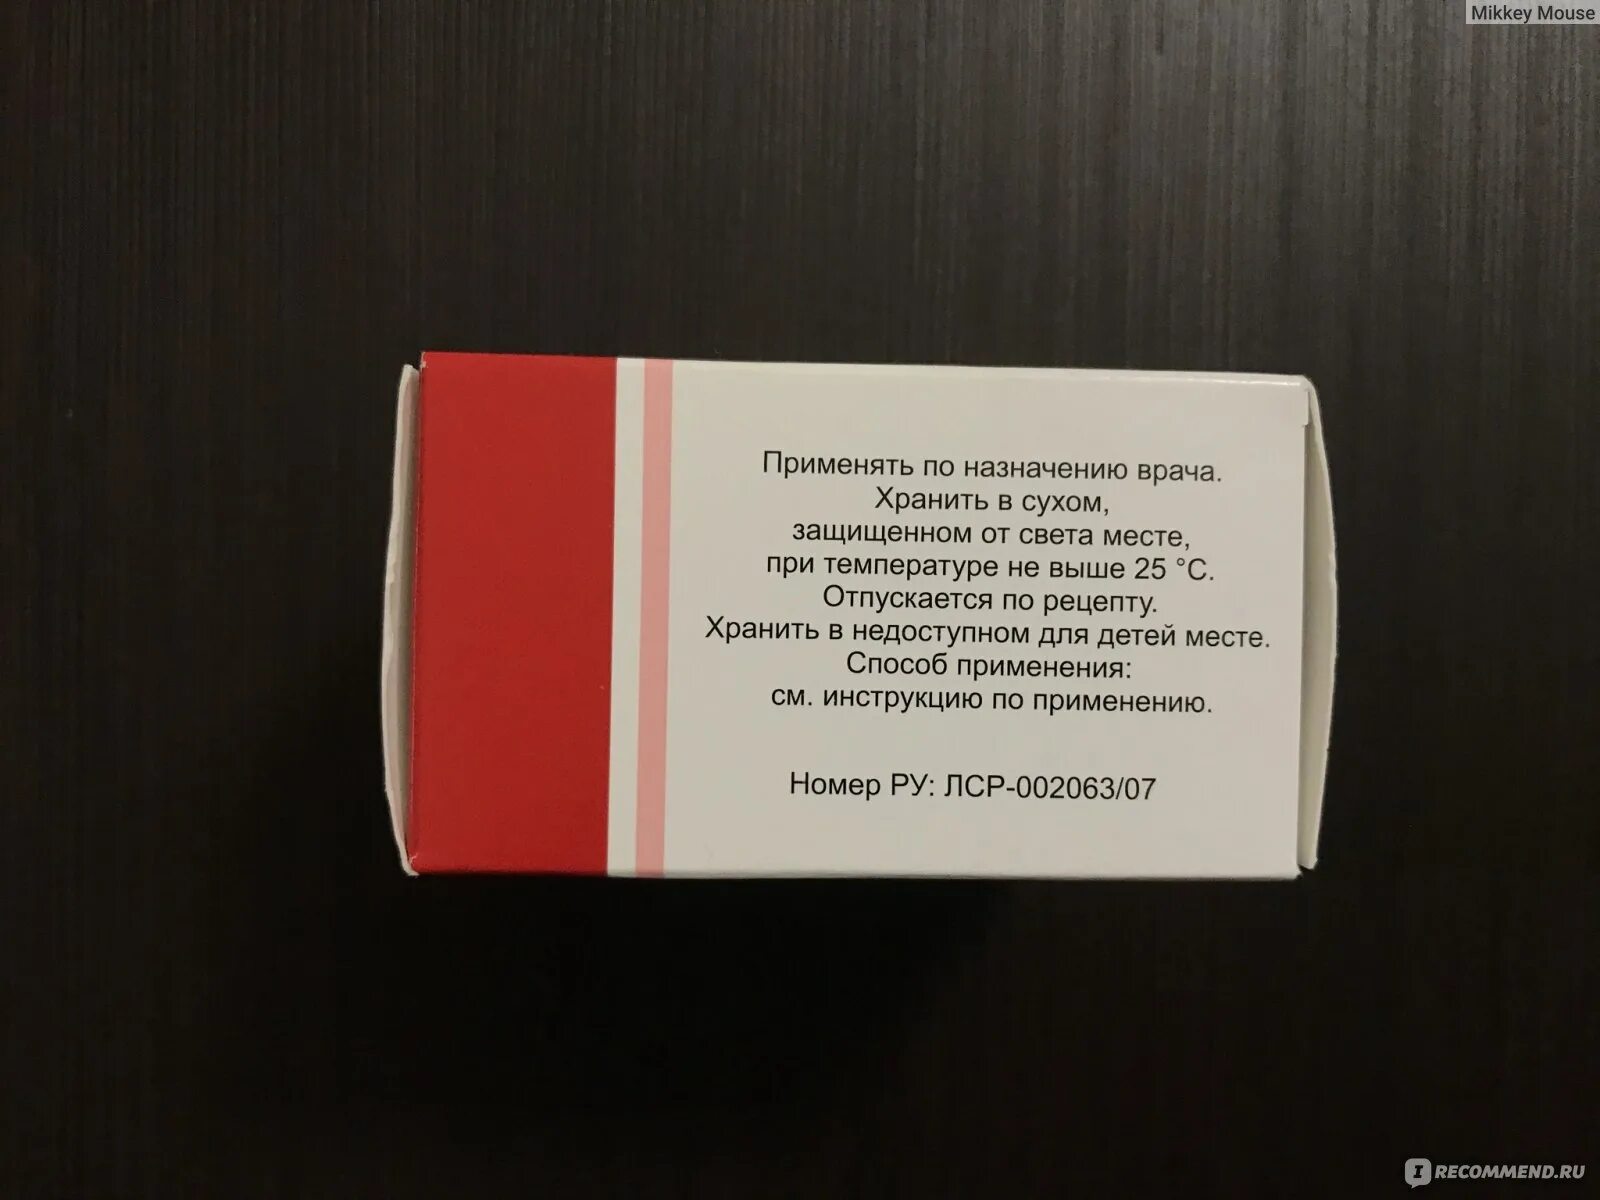 Mikkey Mouse
Применять по назначению врача.
Хранить в сухом,
защищенном от света месте,
при температуре не выше 25 °С.
Отпускается по рецепту.
Хранить в недоступном для детей месте.
Способ применения:
см. инструкцию по применению.
Номер РУ: ЛСР-002063/07
IRECOMMEND.RU